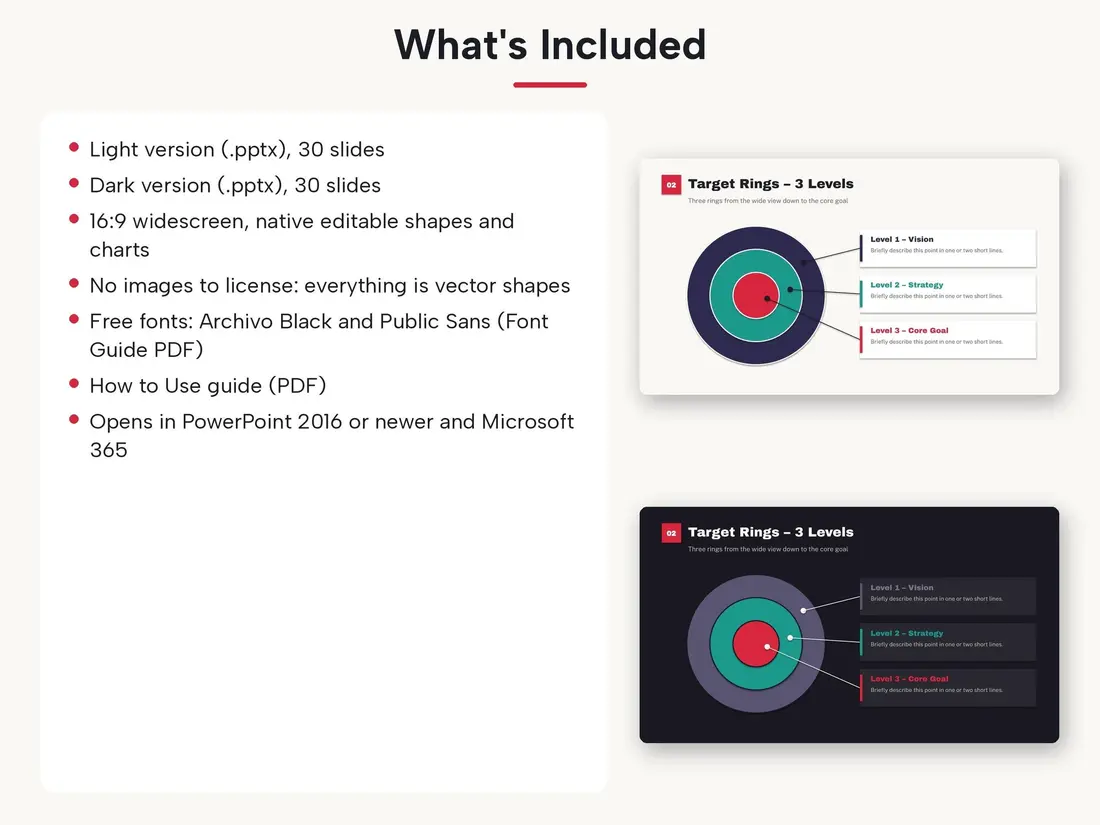 What's Included
Light version (.pptx), 30 slides
Dark version (.pptx), 30 slides
16:9 widescreen, native editable shapes and
charts
No images to license: everything is vector shapes
Free fonts: Archivo Black and Public Sans (Font
Guide PDF)
How to Use guide (PDF)
Opens in PowerPoint 2016 or newer and Microsoft
365
02 Target Rings – 3 Levels
Three rings from the wide view down to the core goal
Level 1 – Vision
Briefly describe this point in one or two short lines.
Level 2 – Strategy
Briefly describe this point in one or two short lines.
Level 3 – Core Goal
Briefly describe this point in one or two short lines.
02 Target Rings – 3 Levels
Three rings from the wide view down to the core goal
Level 1 – Vision
Briefly describe this point in one or two short lines.
Level 2 – Strategy
Briefly describe this point in one or two short lines.
Level 3 – Core Goal
Briefly describe this point in one or two short lines.